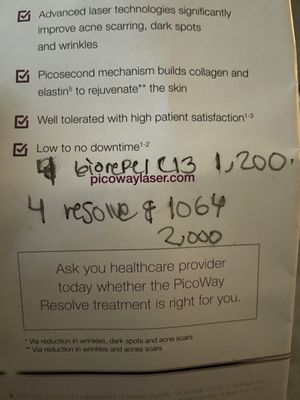 Advanced laser technologies significantly
improve acne scarring, dark spots
and wrinkles
Picosecond mechanism builds collagen and
elastin⁵ to rejuvenate** the skin
Well tolerated with high patient satisfaction¹⁻³
Low to no downtime¹⁻²
4 biorepel C13 1,200.
picowaylaser.com
4 resolve & 1064
2,000
Ask you healthcare provider
today whether the PicoWay
Resolve treatment is right for you.
* Via reduction in wrinkles, dark spots and acne scars
** Via reduction in wrinkles and acnes scars